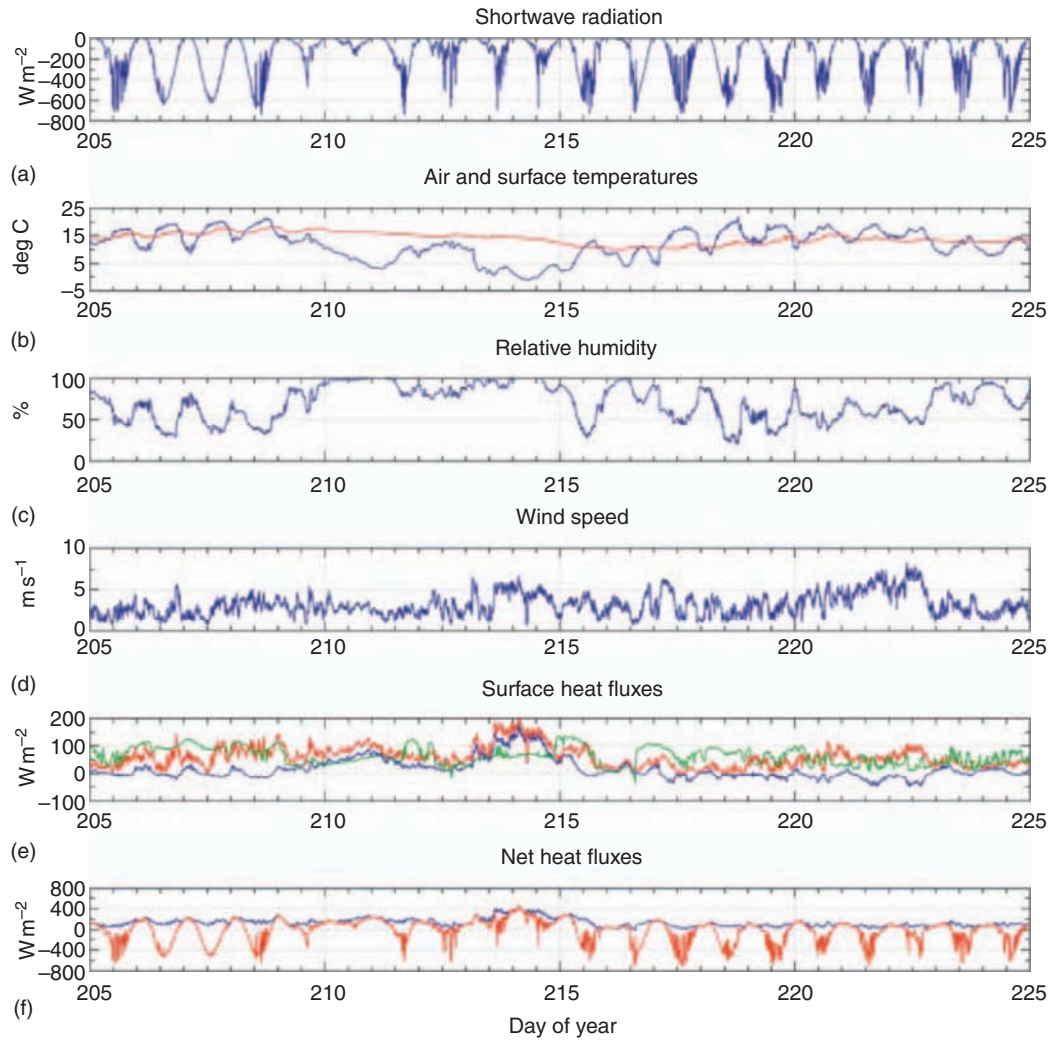 Shortwave radiation
W m−2
0
−200
−400
−600
−800
205 210 215 220 225
(a)
Air and surface temperatures
deg C
25
15
5
−5
205 210 215 220 225
(b)
Relative humidity
%
100
50
0
205 210 215 220 225
(c)
Wind speed
m s−1
10
5
0
205 210 215 220 225
(d)
Surface heat fluxes
W m−2
200
100
0
−100
205 210 215 220 225
(e)
Net heat fluxes
W m−2
800
400
0
−400
−800
205 210 215 220 225
(f)
Day of year